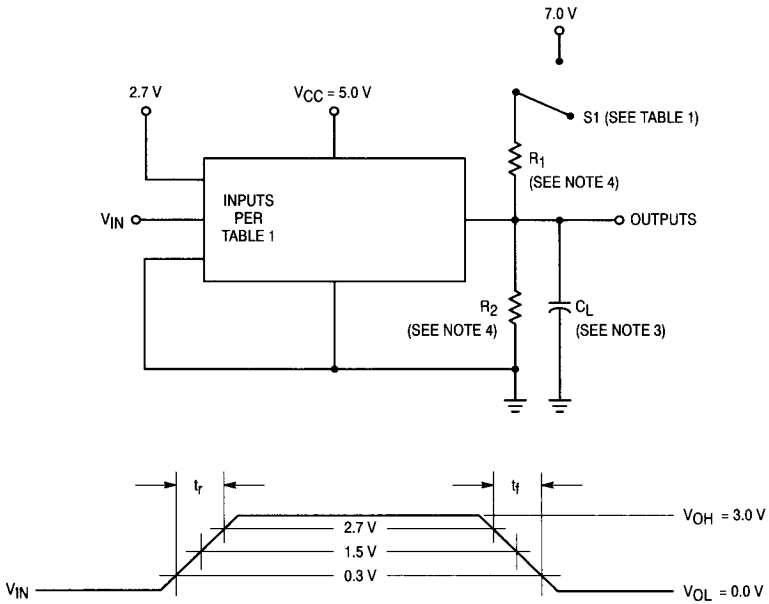 7.0 V
2.7 V
VCC = 5.0 V
S1 (SEE TABLE 1)
R1
(SEE NOTE 4)
INPUTS
PER
TABLE 1
VIN
OUTPUTS
R2
(SEE NOTE 4)
CL
(SEE NOTE 3)
tr
tf
VOH = 3.0 V
2.7 V
1.5 V
0.3 V
VIN
VOL = 0.0 V